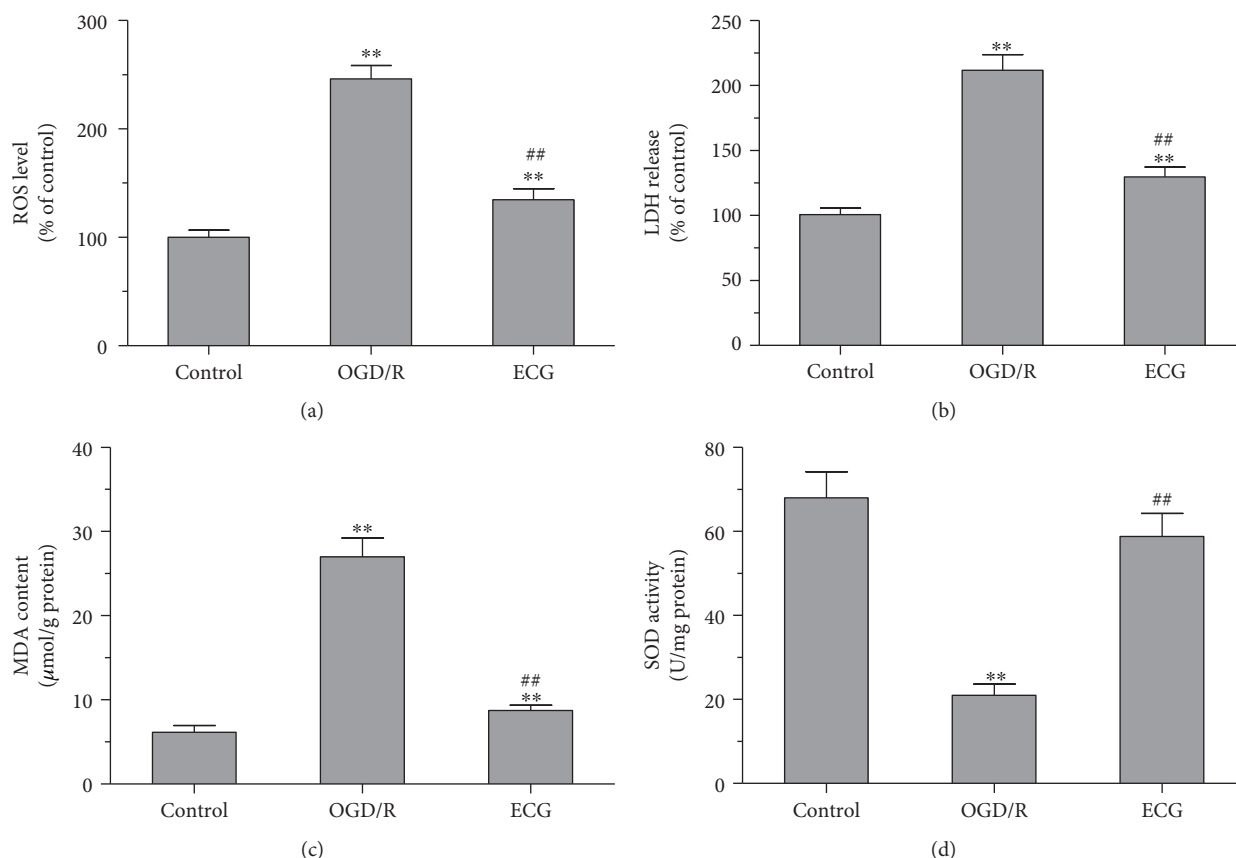 ROS level
(% of control)
300
200
100
0
**
##
**
Control OGD/R ECG
(a)
LDH release
(% of control)
250
200
150
100
50
0
**
##
**
Control OGD/R ECG
(b)
MDA content
(μmol/g protein)
40
30
20
10
0
**
##
**
Control OGD/R ECG
(c)
SOD activity
(U/mg protein)
80
60
40
20
0
**
##
Control OGD/R ECG
(d)